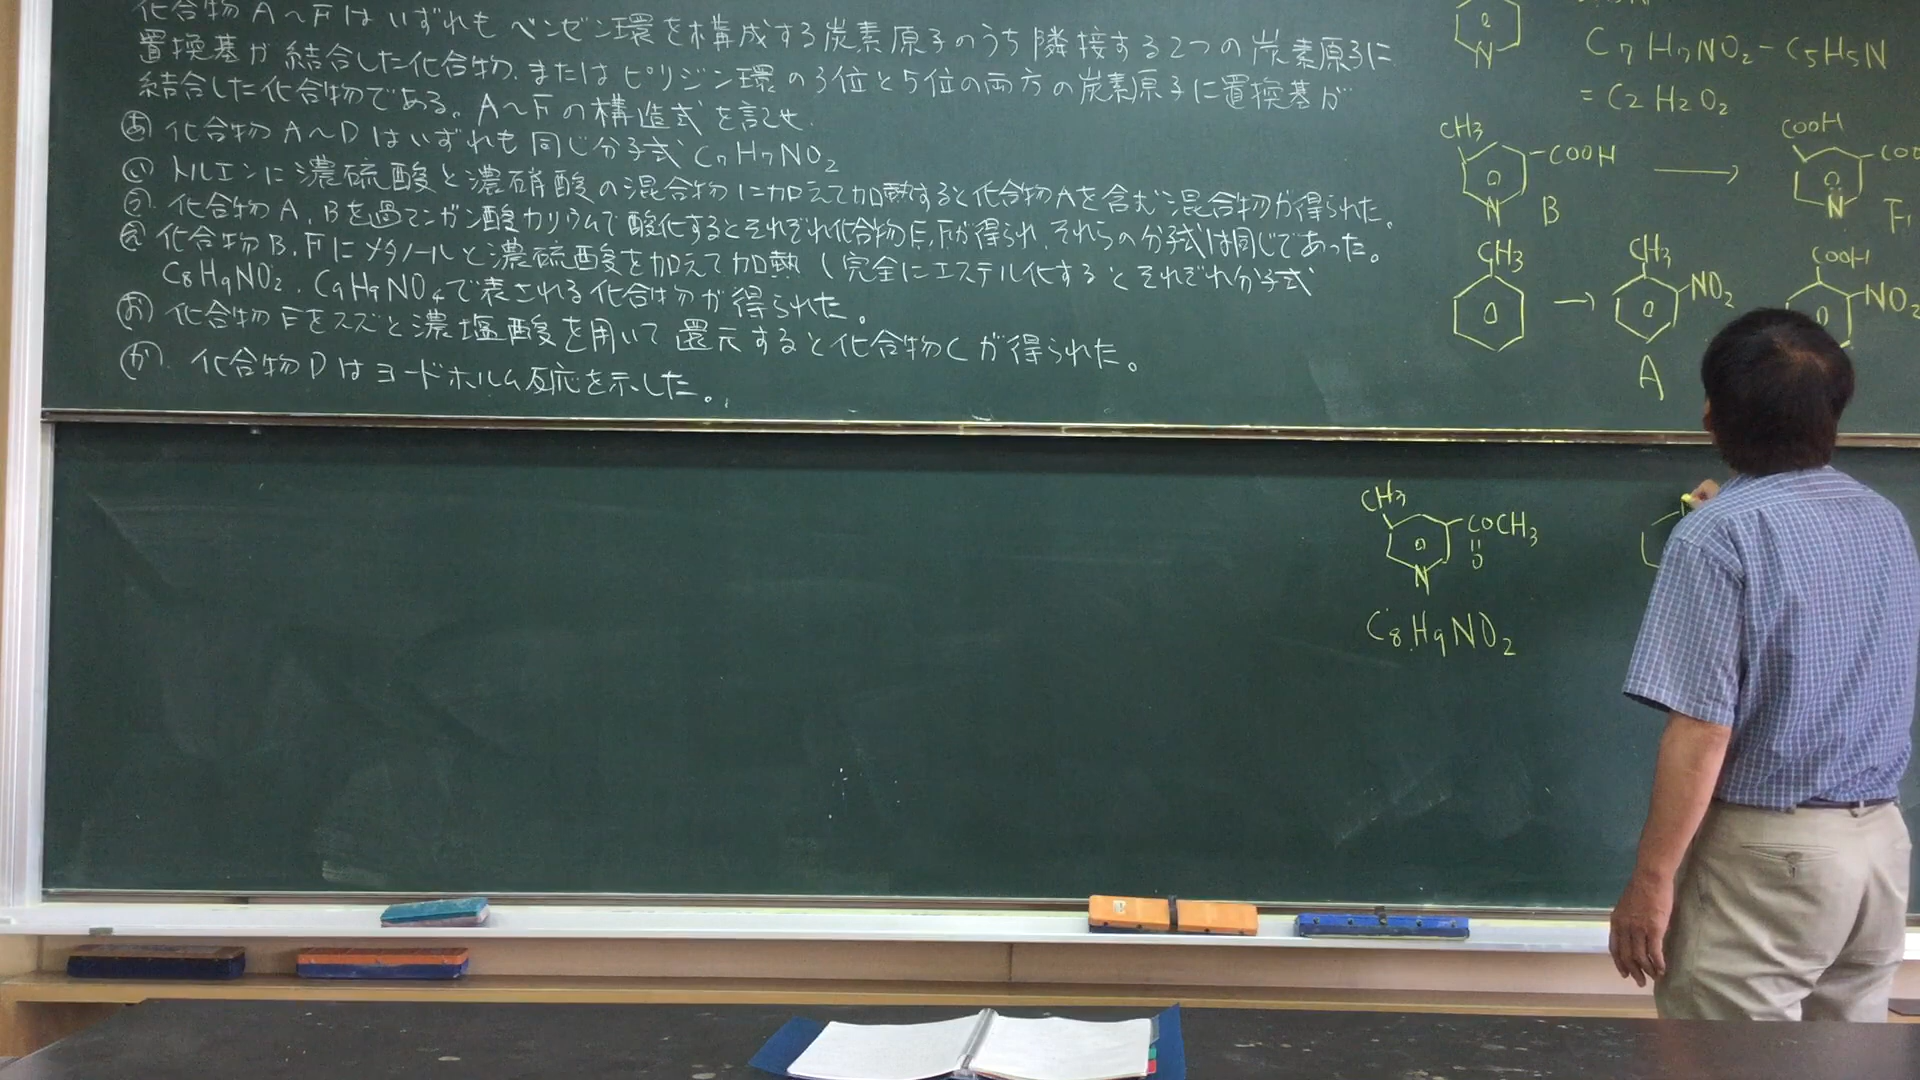 化合物A～Fはいずれもベンゼン環を構成する炭素原子のうち隣接する2つの炭素原子に
置換基が結合した化合物、またはピリジン環の3位と5位の両方の炭素原子に置換基が
結合した化合物である。A～Fの構造式を記せ.
あ 化合物A～Dはいずれも同じ分子式C7H7NO2
い トルエンに濃硫酸と濃硝酸の混合物に加えて加熱すると化合物Aを含む混合物が得られた。
う. 化合物A,Bを過マンガン酸カリウムで酸化するとそれぞれ化合物E,Fが得られ、それらの分子式は同じであった。
え 化合物B,Fにメタノールと濃硫酸を加えて加熱し完全にエステル化するとそれぞれ分子式
C8H9NO2、C9H9NO4で表される化合物が得られた。
お 化合物Eをスズと濃塩酸を用いて還元すると化合物Cが得られた。
か. 化合物Dはヨードホルム反応を示した。
N
C7H7NO2-C5H5N
=C2H2O2
CH3
-COOH
N
B
COOH
N
CH3
CH3
NO2
A
COOH
NO2
CH3
COCH3
O
N
C8H9NO2